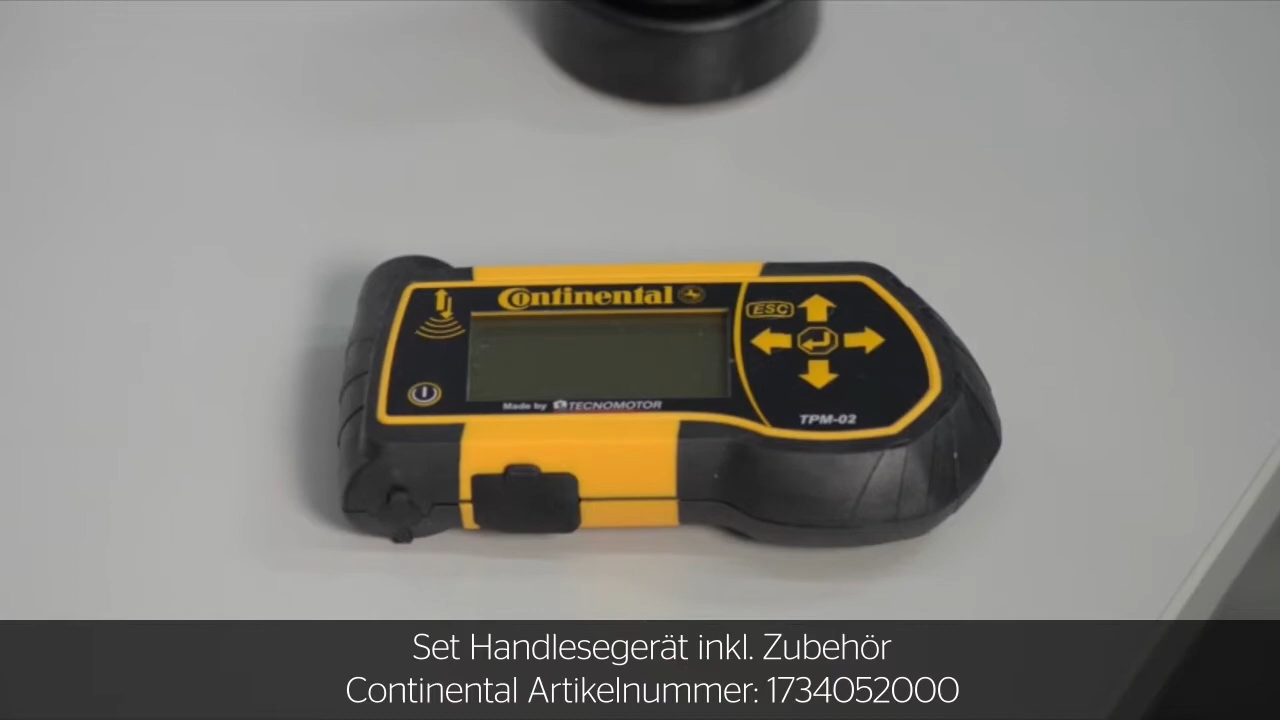 Continental
ESC
Made by TECNOMOTOR
TPM-02
Set Handlesegerät inkl. Zubehör
Continental Artikelnummer: 1734052000